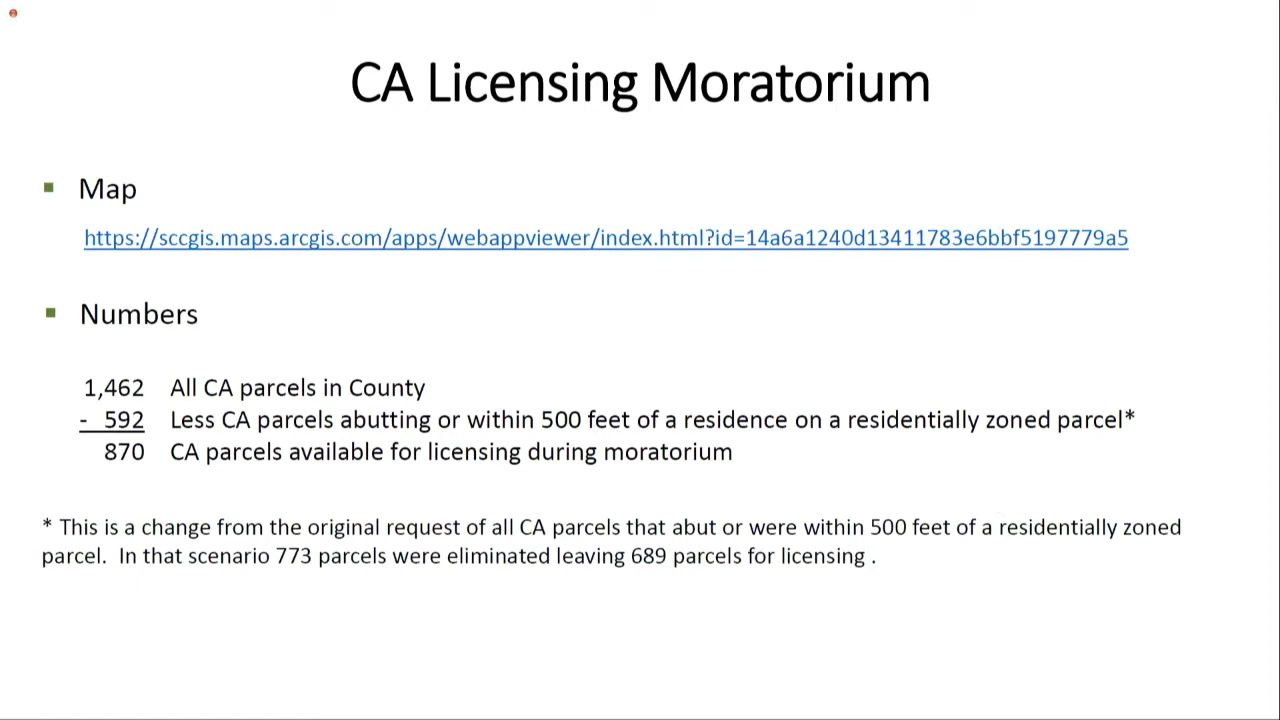 CA Licensing Moratorium
Map
https://sccgis.maps.arcgis.com/apps/webappviewer/index.html?id=14a6a1240d13411783e6bbf5197779a5
Numbers
1,462 All CA parcels in County
- 592 Less CA parcels abutting or within 500 feet of a residence on a residentially zoned parcel*
870 CA parcels available for licensing during moratorium
* This is a change from the original request of all CA parcels that abut or were within 500 feet of a residentially zoned
parcel. In that scenario 773 parcels were eliminated leaving 689 parcels for licensing .